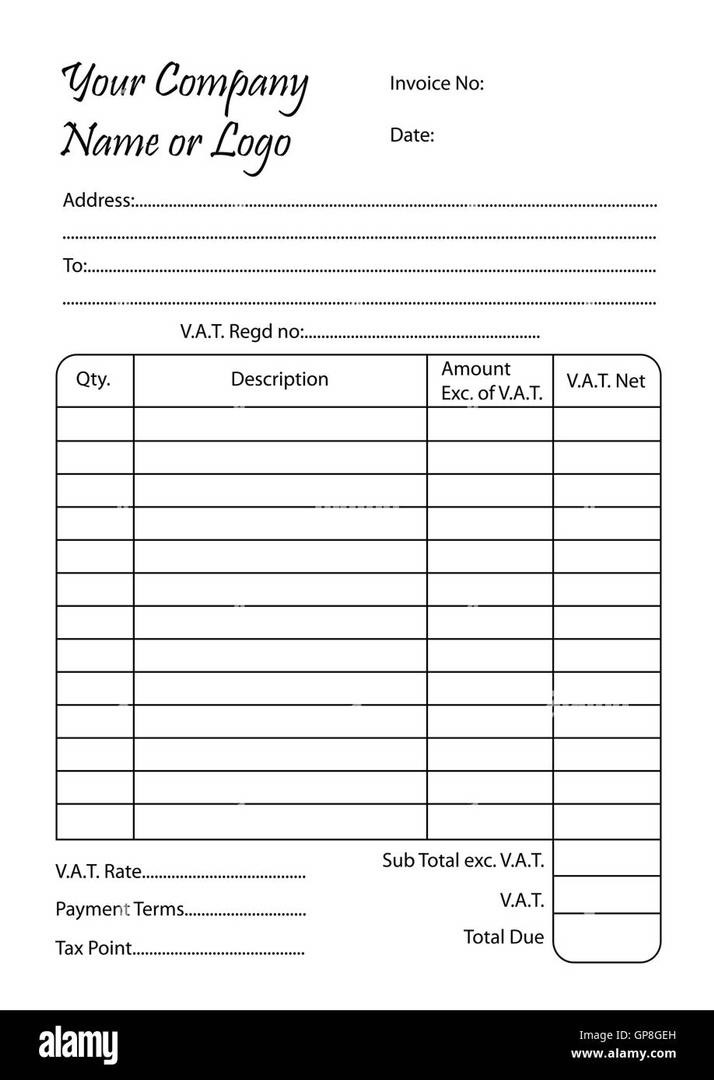 Your Company
Name or Logo
Invoice No:
Date:
Address:
To:
V.A.T. Regd no:
Qty. Description Amount Exc. of V.A.T. V.A.T. Net
V.A.T. Rate
Payment Terms
Tax Point
Sub Total exc. V.A.T.
V.A.T.
Total Due
alamy
Image ID: GP8GEH
www.alamy.com